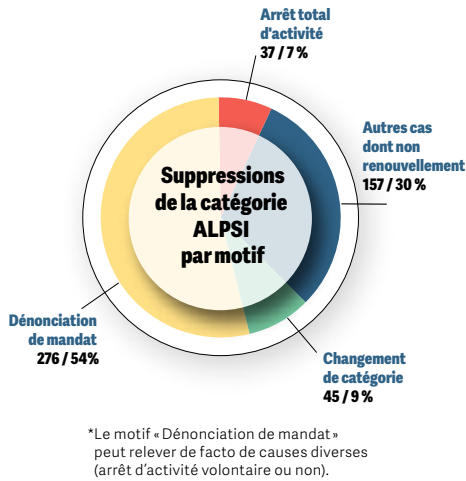 Arrêt total
d'activité
37 / 7 %
Autres cas
dont non
renouvellement
157 / 30 %
Suppressions
de la catégorie
ALPSI
par motif
Dénonciation
de mandat
276 / 54%
Changement
de catégorie
45 / 9 %
*Le motif « Dénonciation de mandat »
peut relever de facto de causes diverses
(arrêt d’activité volontaire ou non).